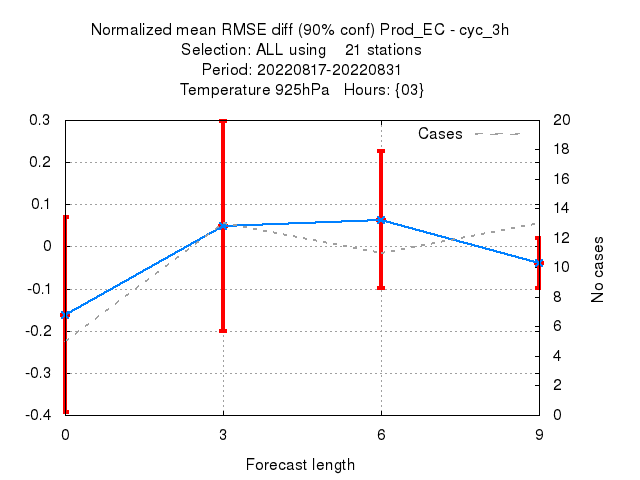 Normalized mean RMSE diff (90% conf) Prod_EC - cyc_3h
Selection: ALL using    21 stations
Period: 20220817-20220831
Temperature 925hPa   Hours: {03}
Cases
0.3
0.2
0.1
0
-0.1
-0.2
-0.3
-0.4
20
18
16
14
12
10
8
6
4
2
0
No cases
0 3 6 9
Forecast length